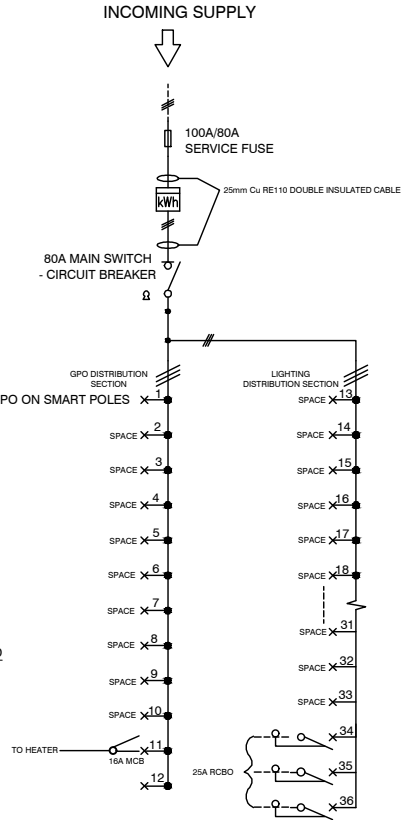 INCOMING SUPPLY
100A/80A
SERVICE FUSE
25mm Cu RE110 DOUBLE INSULATED CABLE
kWh
80A MAIN SWITCH
- CIRCUIT BREAKER
Ω
GPO DISTRIBUTION
SECTION
LIGHTING
DISTRIBUTION SECTION
PO ON SMART POLES 1
SPACE 13
SPACE 2
SPACE 14
SPACE 3
SPACE 15
SPACE 4
SPACE 16
SPACE 5
SPACE 17
SPACE 6
SPACE 18
SPACE 7
SPACE 31
SPACE 8
SPACE 32
SPACE 9
SPACE 33
SPACE 10
34
TO HEATER 11
16A MCB
25A RCBO 35
12
36